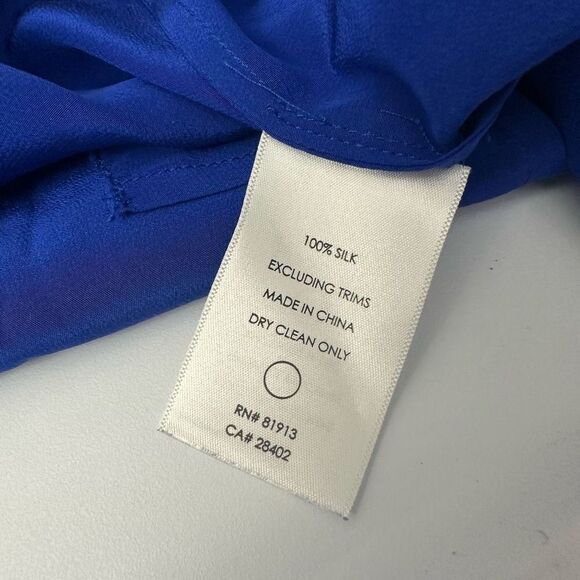 100% SILK
EXCLUDING TRIMS
MADE IN CHINA
DRY CLEAN ONLY
RN# 81913
CA# 28402